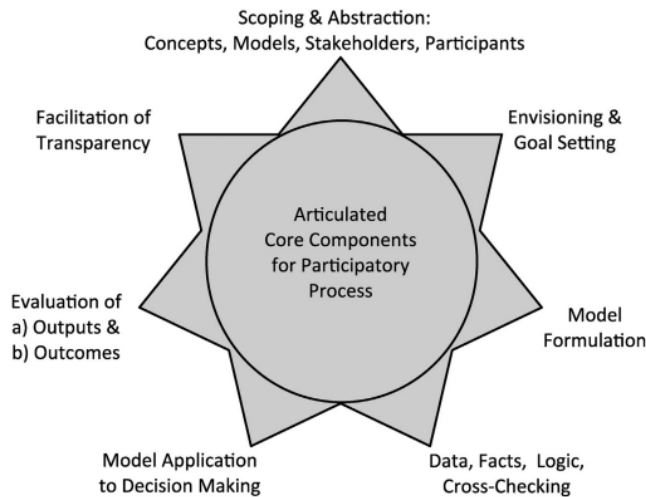 Scoping & Abstraction:
Concepts, Models, Stakeholders, Participants
Facilitation of
Transparency
Envisioning &
Goal Setting
Articulated
Core Components
for Participatory
Process
Evaluation of
a) Outputs &
b) Outcomes
Model
Formulation
Model Application
to Decision Making
Data, Facts, Logic,
Cross-Checking